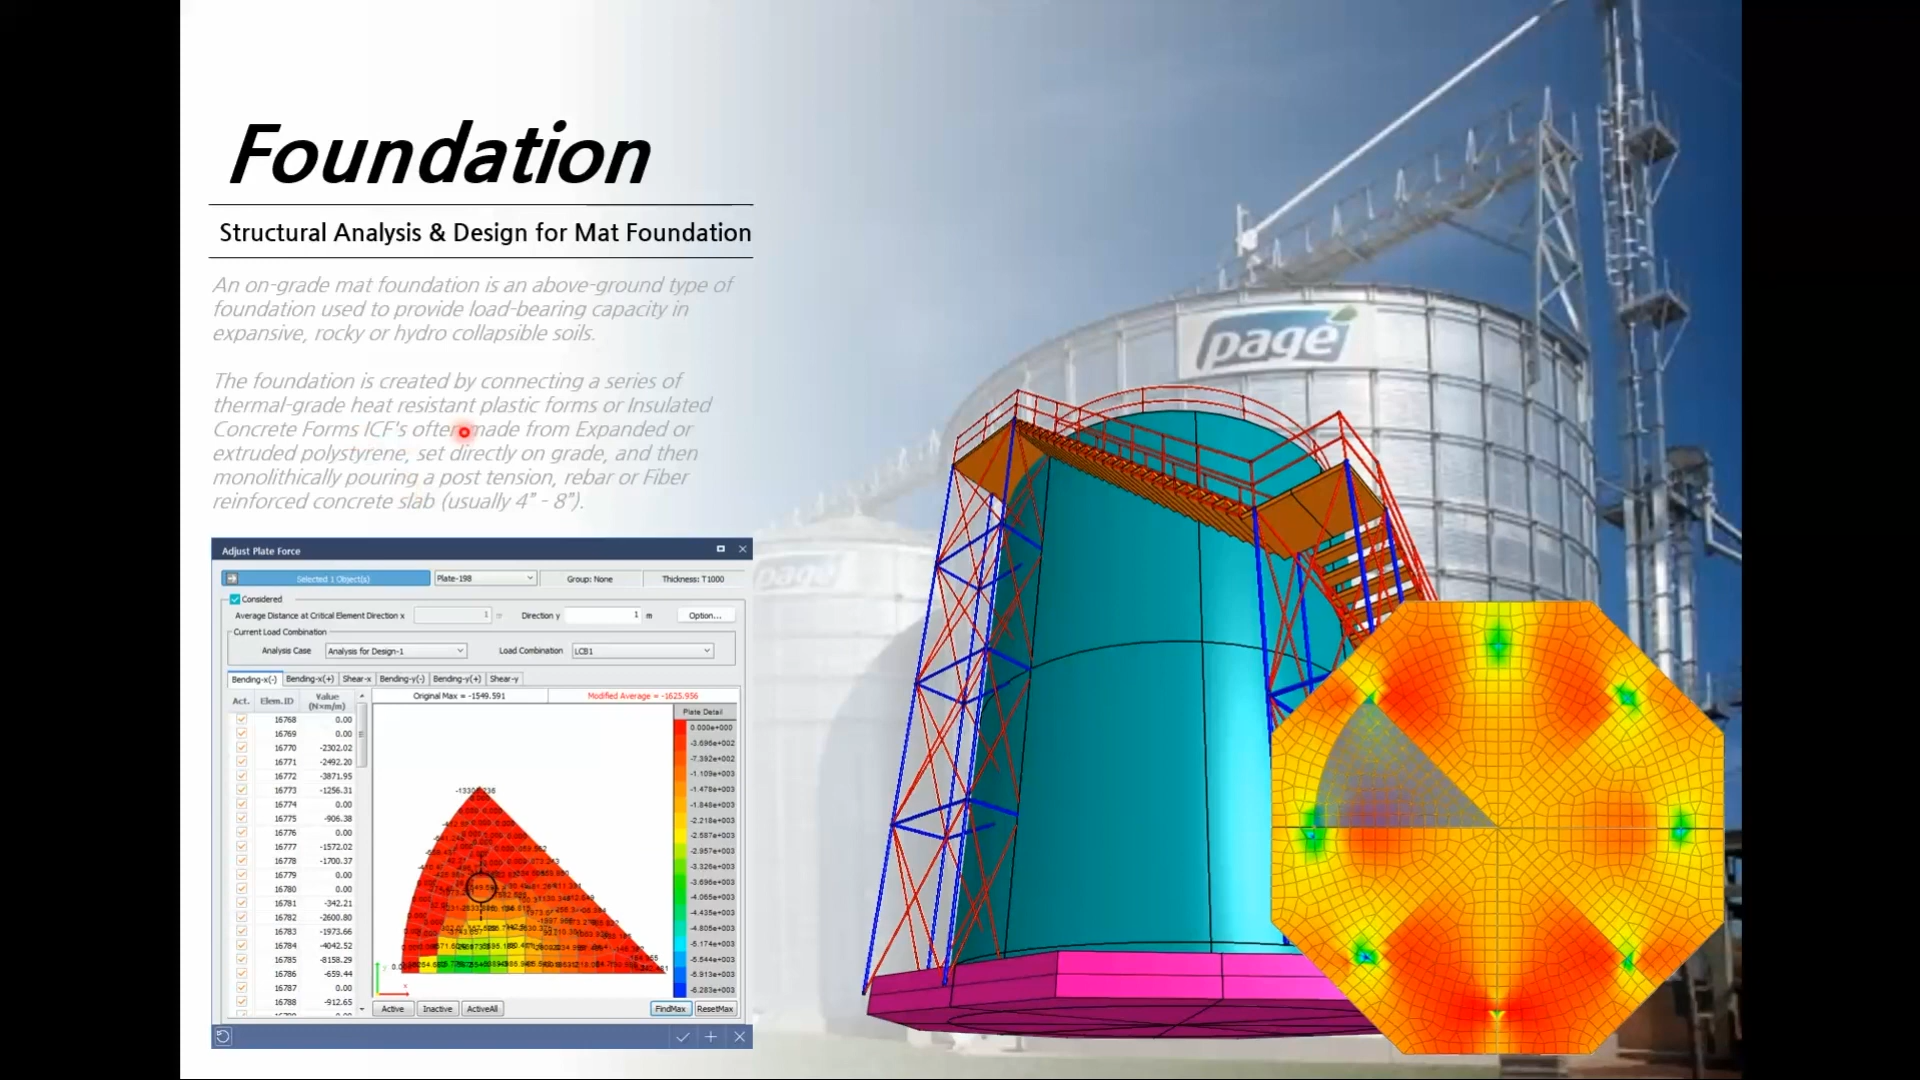 Foundation
Structural Analysis & Design for Mat Foundation
An on-grade mat foundation is an above-ground type of
foundation used to provide load-bearing capacity in
expansive, rocky or hydro collapsible soils.
The foundation is created by connecting a series of
thermal-grade heat resistant plastic forms or Insulated
Concrete Forms ICF's often made from Expanded or
extruded polystyrene, set directly on grade, and then
monolithically pouring a post tension, rebar or Fiber
reinforced concrete slab (usually 4" - 8").
page
page
Adjust Plate Force
Selected 1 Object(s) Plate-198 Group: None Thickness: T1000
Considered
Average Distance at Critical Element Direction x 1 m Direction y 1 m Option...
Current Load Combination
Analysis Case Analysis for Design-1 Load Combination LCB1
Bending-x(-) Bending-x(+) Shear-x Bending-y(-) Bending-y(+) Shear-y
Act. Elem.ID Value (N×m/m)
Original Max = -1549.591 Modified Average = -1625.956
Plate Detail
16768 0.00
16769 0.00
16770 -2302.02
16771 -2492.20
16772 -3871.95
16773 -1256.31
16774 0.00
16775 -906.38
16776 0.00
16777 -1572.02
16778 -1700.37
16779 0.00
16780 0.00
16781 -342.21
16782 -2600.80
16783 -1973.66
16784 -4042.52
16785 -8158.29
16786 -659.44
16787 0.00
16788 -912.65
0.000e+000
-3.696e+002
-7.392e+002
-1.109e+003
-1.478e+003
-1.848e+003
-2.218e+003
-2.587e+003
-2.957e+003
-3.326e+003
-3.696e+003
-4.065e+003
-4.435e+003
-4.805e+003
-5.174e+003
-5.544e+003
-5.913e+003
-6.283e+003
y
x
Active Inactive ActiveAll FindMax ResetMax